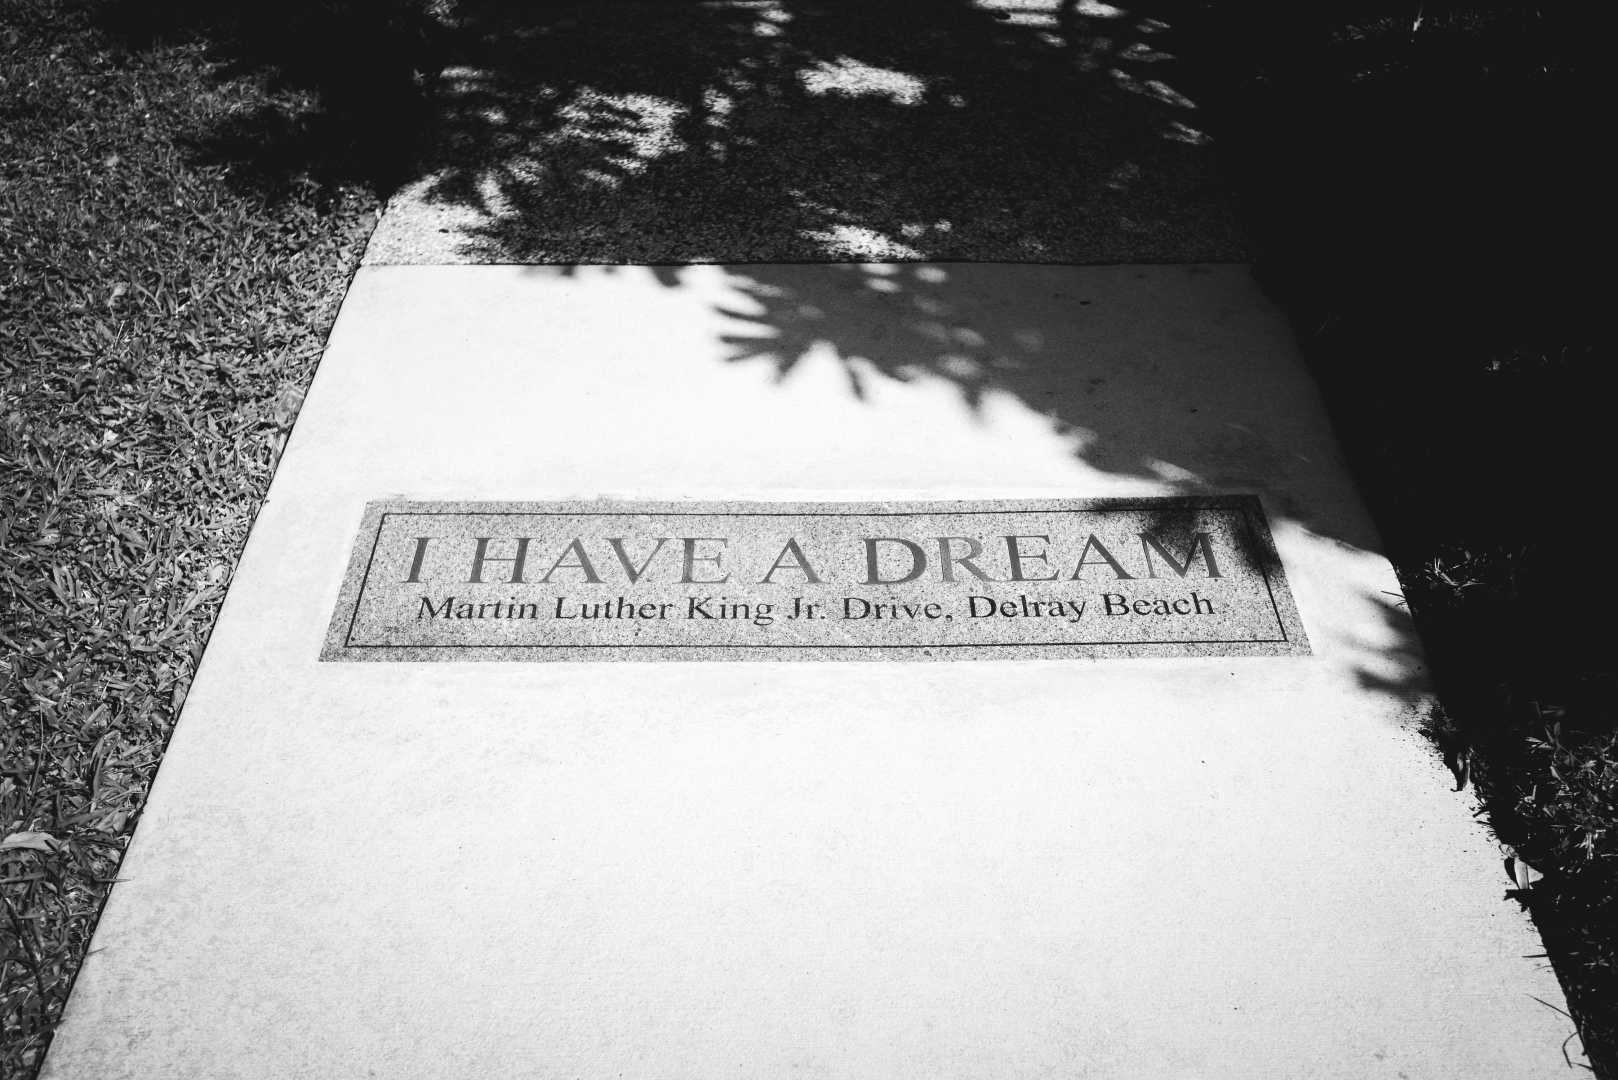 I HAVE A DREAM
Martin Luther King Jr. Drive, Delray Beach